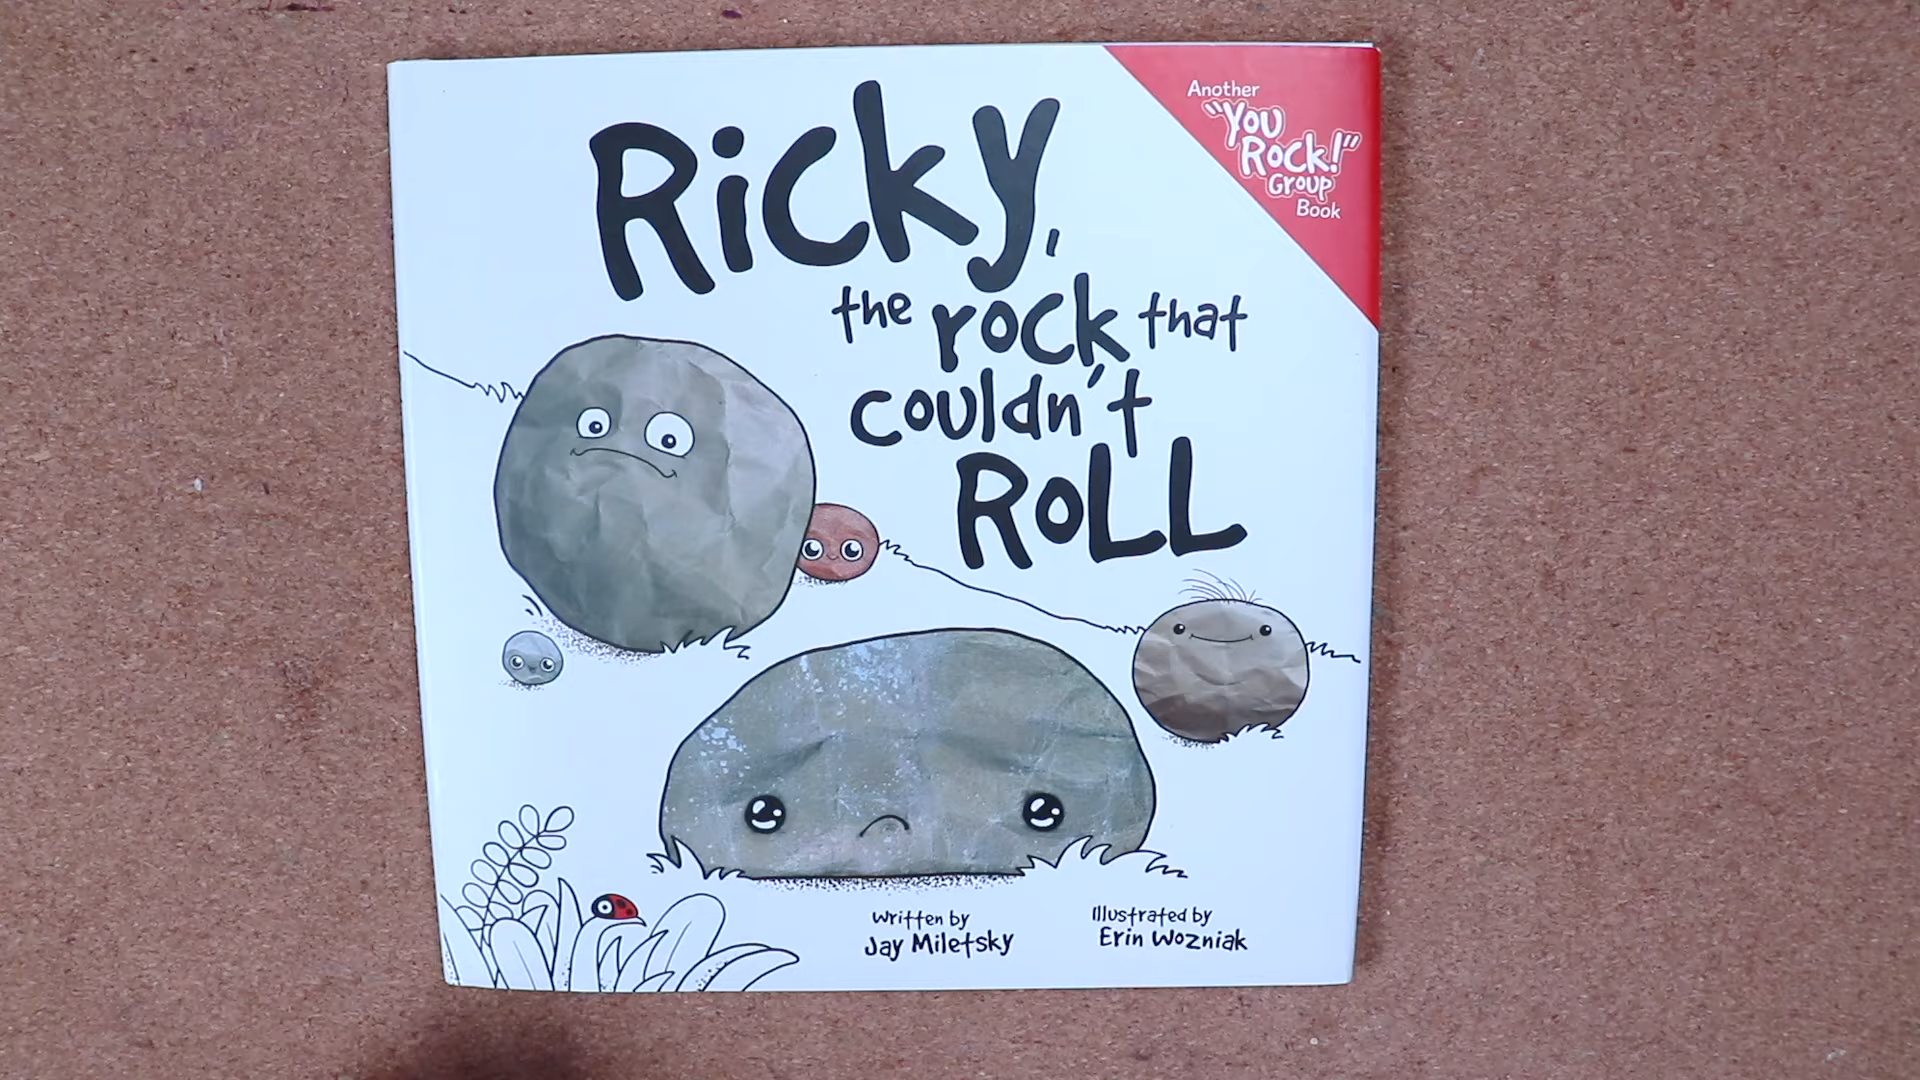 Another
"You
Rock!"
Group
Book
Ricky,
the rock that
couldn't
ROLL
Written by
Jay Miletsky
Illustrated by
Erin Wozniak